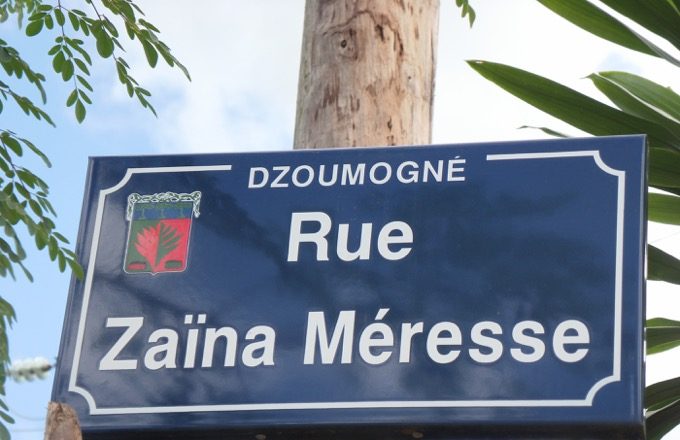 DZOUMOGNÉ
Rue
Zaïna Méresse